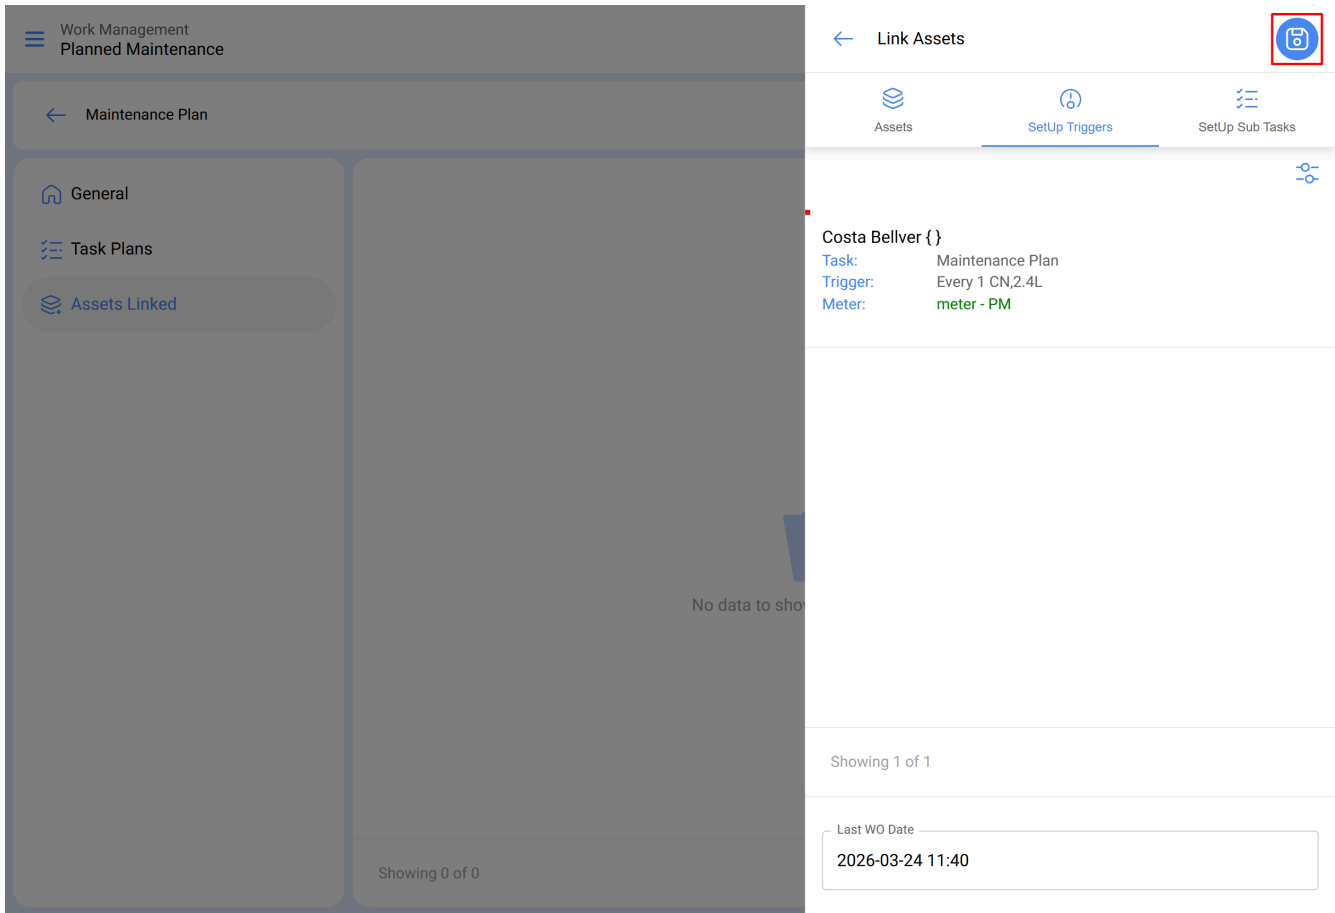 Work Management
Planned Maintenance
Maintenance Plan
General
Task Plans
Assets Linked
No data to sho
Showing 0 of 0
Link Assets
Assets
SetUp Triggers
SetUp Sub Tasks
Costa Bellver { }
Task: Maintenance Plan
Trigger: Every 1 CN,2.4L
Meter: meter - PM
Showing 1 of 1
Last WO Date
2026-03-24 11:40